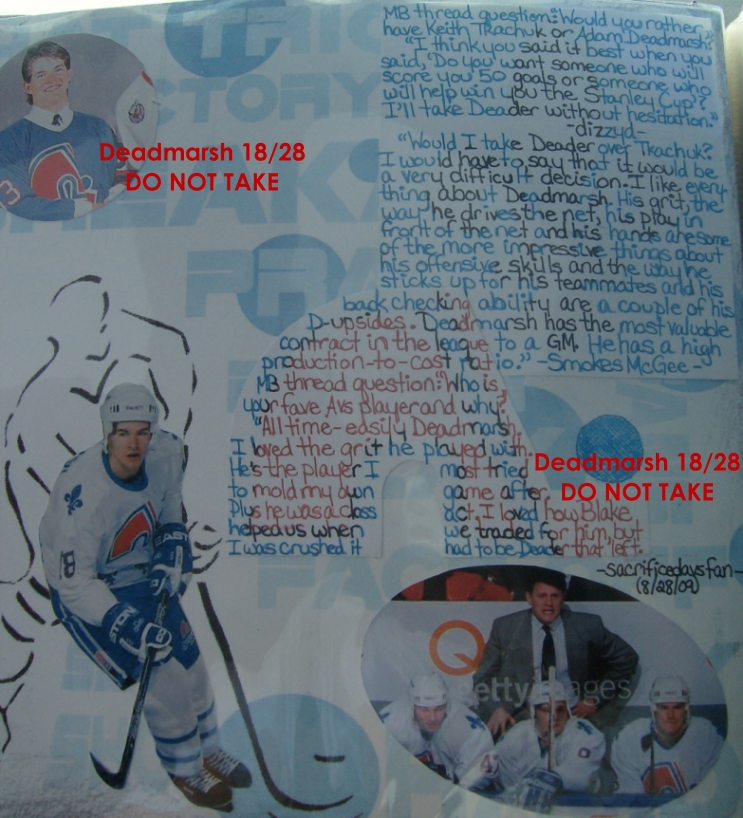 MB thread question: "Would you rather
have Keith Tkachuk or Adam Deadmarsh?"
"I think you said it best when you
said, 'Do you want someone who will
score you 50 goals or someone who
will help win you the Stanley Cup?'
I'll take Deader without hesitation."
-dizzyd-
"Would I take Deader over Tkachuk?
I would have to say that it would be
a very difficult decision. I like every
thing about Deadmarsh. His grit, the
way he drives the net, his play in
front of the net and his hands are some
of the more impressive things about
his offensive skills and the way he
sticks up for his teammates and his
back checking ability are a couple of his
D-upsides. Deadmarsh has the most valuable
contract in the league to a GM. He has a high
production-to-cost ratio." -Smokes McGee-
MB thread question: "Who is
your fave Avs player and why?"
"All time-easily Deadmarsh.
I loved the grit he played with.
He's the player I most tried
to mold my own game after.
Plus he was a class act. I loved how Blake
helped us when we traded for him, but
I was crushed it had to be Deader that left.
-sacrificedaysfan-
(8/28/09)
Deadmarsh 18/28
DO NOT TAKE
Deadmarsh 18/28
DO NOT TAKE
TRIC
CTORY
BREAKA
PRA
FAC
EASTON
18
Q
gettyimages